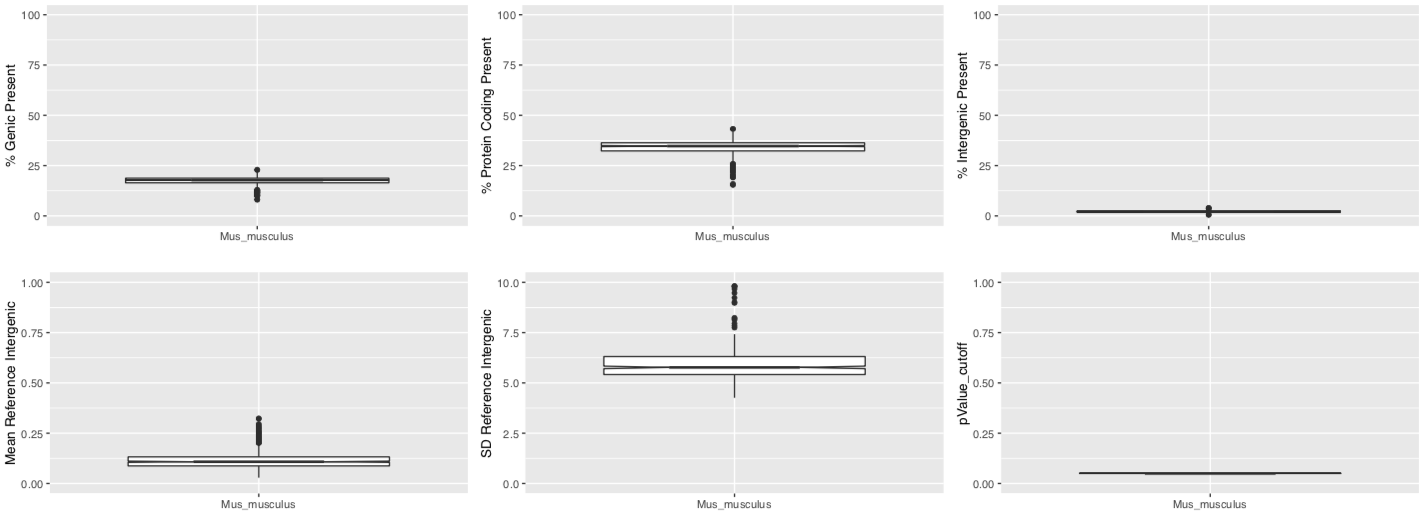 % Genic Present
100
75
50
25
0
Mus_musculus
% Protein Coding Present
100
75
50
25
0
Mus_musculus
% Intergenic Present
100
75
50
25
0
Mus_musculus
Mean Reference Intergenic
1.00
0.75
0.50
0.25
0.00
Mus_musculus
SD Reference Intergenic
10.0
7.5
5.0
2.5
0.0
Mus_musculus
pValue_cutoff
1.00
0.75
0.50
0.25
0.00
Mus_musculus